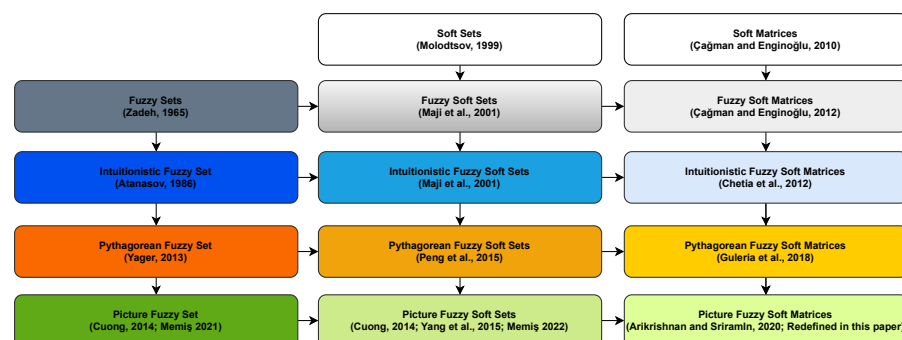 Soft Sets
(Molodtsov, 1999)
Soft Matrices
(Çağman and Enginoğlu, 2010)
Fuzzy Sets
(Zadeh, 1965)
Fuzzy Soft Sets
(Maji et al., 2001)
Fuzzy Soft Matrices
(Çağman and Enginoğlu, 2012)
Intuitionistic Fuzzy Set
(Atanasov, 1986)
Intuitionistic Fuzzy Soft Sets
(Maji et al., 2001)
Intuitionistic Fuzzy Soft Matrices
(Chetia et al., 2012)
Pythagorean Fuzzy Set
(Yager, 2013)
Pythagorean Fuzzy Soft Sets
(Peng et al., 2015)
Pythagorean Fuzzy Soft Matrices
(Guleria et al., 2018)
Picture Fuzzy Set
(Cuong, 2014; Memiş 2021)
Picture Fuzzy Soft Sets
(Cuong, 2014; Yang et al., 2015; Memiş 2022)
Picture Fuzzy Soft Matrices
(Arikrishnan and Sriramln, 2020; Redefined in this paper)